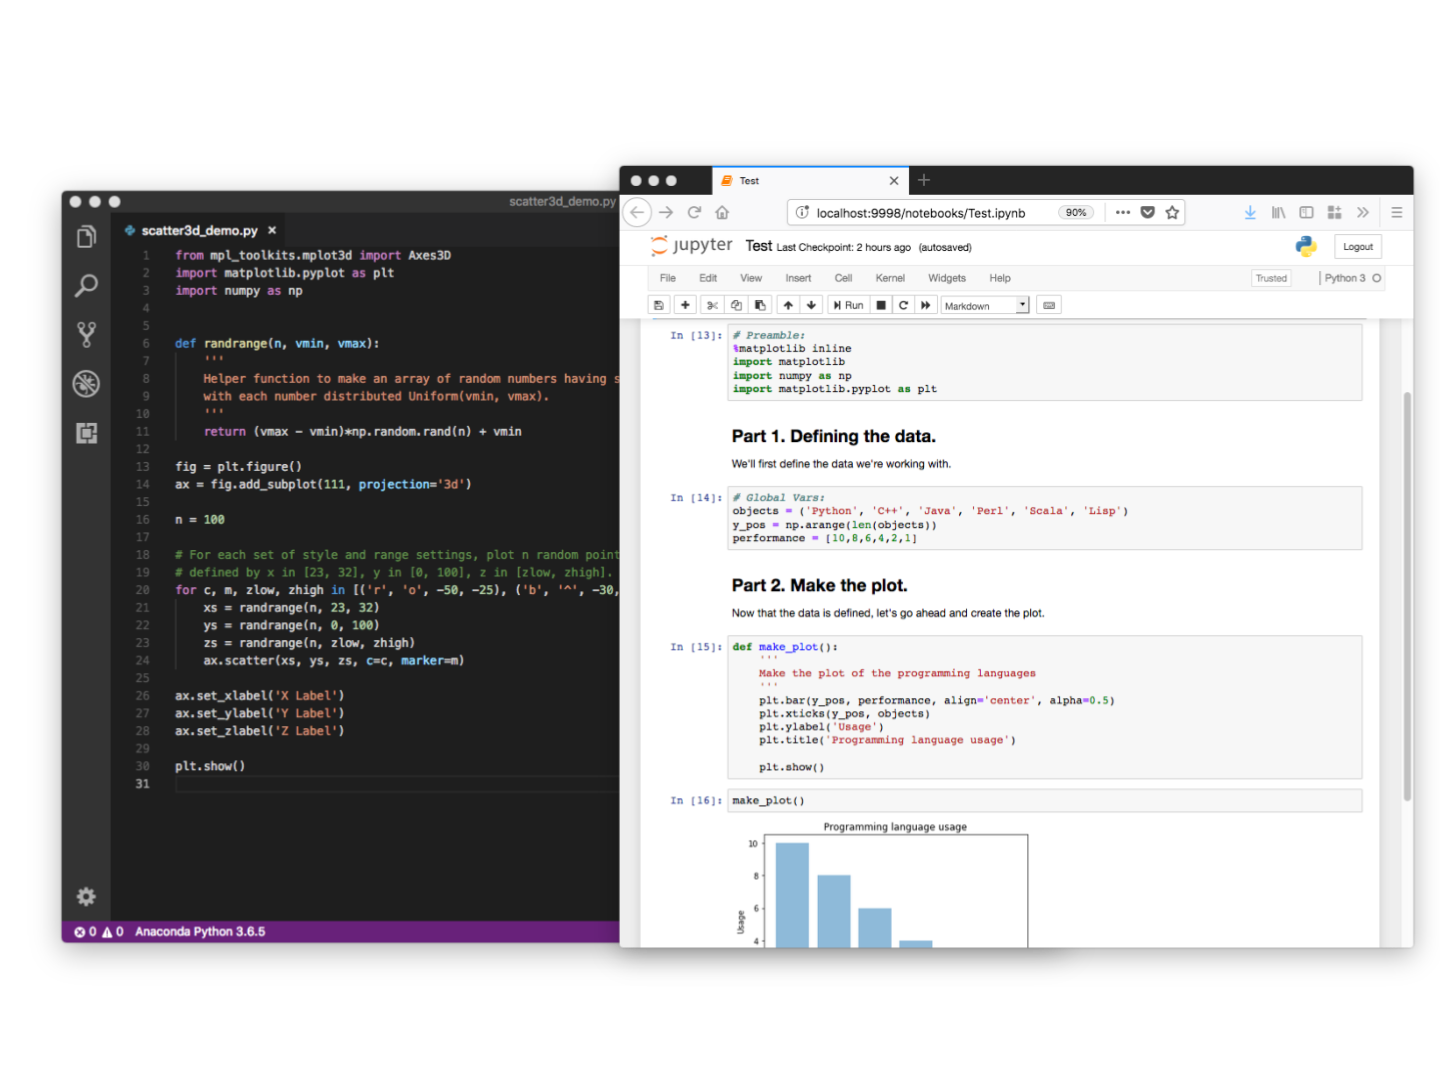 scatter3d_demo.py
scatter3d_demo.py ×
1 from mpl_toolkits.mplot3d import Axes3D
2 import matplotlib.pyplot as plt
3 import numpy as np
4
5
6 def randrange(n, vmin, vmax):
7 '''
8 Helper function to make an array of random numbers having s
9 with each number distributed Uniform(vmin, vmax).
10 '''
11 return (vmax - vmin)*np.random.rand(n) + vmin
12
13 fig = plt.figure()
14 ax = fig.add_subplot(111, projection='3d')
15
16 n = 100
17
18 # For each set of style and range settings, plot n random point
19 # defined by x in [23, 32], y in [0, 100], z in [zlow, zhigh].
20 for c, m, zlow, zhigh in [('r', 'o', -50, -25), ('b', '^', -30,
21 xs = randrange(n, 23, 32)
22 ys = randrange(n, 0, 100)
23 zs = randrange(n, zlow, zhigh)
24 ax.scatter(xs, ys, zs, c=c, marker=m)
25
26 ax.set_xlabel('X Label')
27 ax.set_ylabel('Y Label')
28 ax.set_zlabel('Z Label')
29
30 plt.show()
31
0 0 Anaconda Python 3.6.5
Test
localhost:9998/notebooks/Test.ipynb 90%
jupyter Test Last Checkpoint: 2 hours ago (autosaved) Logout
File Edit View Insert Cell Kernel Widgets Help Trusted Python 3
Run Markdown
In [13]: # Preamble:
%matplotlib inline
import matplotlib
import numpy as np
import matplotlib.pyplot as plt
Part 1. Defining the data.
We'll first define the data we're working with.
In [14]: # Global Vars:
objects = ('Python', 'C++', 'Java', 'Perl', 'Scala', 'Lisp')
y_pos = np.arange(len(objects))
performance = [10,8,6,4,2,1]
Part 2. Make the plot.
Now that the data is defined, let's go ahead and create the plot.
In [15]: def make_plot():
'''
Make the plot of the programming languages
'''
plt.bar(y_pos, performance, align='center', alpha=0.5)
plt.xticks(y_pos, objects)
plt.ylabel('Usage')
plt.title('Programming language usage')
plt.show()
In [16]: make_plot()
Programming language usage
10
8
6
4
Usage